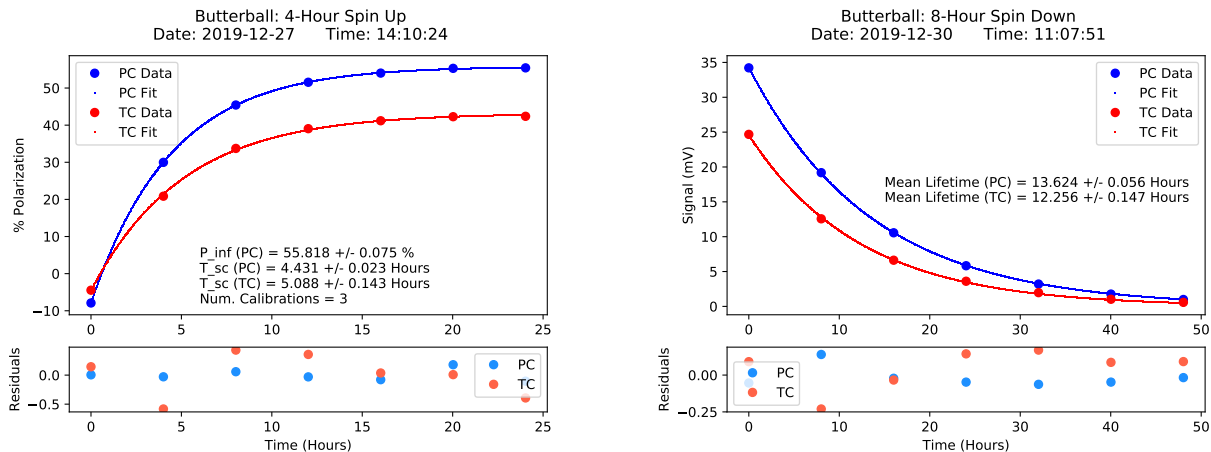 Butterball: 4-Hour Spin Up
Date: 2019-12-27 Time: 14:10:24
PC Data
PC Fit
TC Data
TC Fit
% Polarization
50
40
30
20
10
0
−10
P_inf (PC) = 55.818 +/- 0.075 %
T_sc (PC) = 4.431 +/- 0.023 Hours
T_sc (TC) = 5.088 +/- 0.143 Hours
Num. Calibrations = 3
0 5 10 15 20 25
Residuals
0.0
−0.5
PC
TC
0 5 10 15 20 25
Time (Hours)
Butterball: 8-Hour Spin Down
Date: 2019-12-30 Time: 11:07:51
PC Data
PC Fit
TC Data
TC Fit
Signal (mV)
35
30
25
20
15
10
5
0
Mean Lifetime (PC) = 13.624 +/- 0.056 Hours
Mean Lifetime (TC) = 12.256 +/- 0.147 Hours
0 10 20 30 40 50
Residuals
0.00
−0.25
PC
TC
0 10 20 30 40 50
Time (Hours)